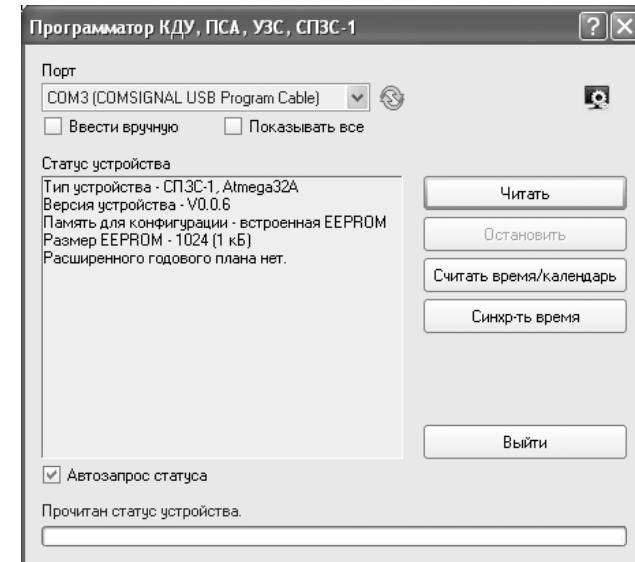 Программатор КДУ, ПСА, УЗС, СПЗС-1
Порт
COM3 (COMSIGNAL USB Program Cable)
Ввести вручную
Показывать все
Статус устройства
Тип устройства - СПЗС-1, Atmega32A
Версия устройства - V0.0.6
Память для конфигурации - встроенная EEPROM
Размер EEPROM - 1024 (1 кБ)
Расширенного годового плана нет.
Читать
Остановить
Считать время/календарь
Синхр-ть время
Выйти
Автозапрос статуса
Прочитан статус устройства.